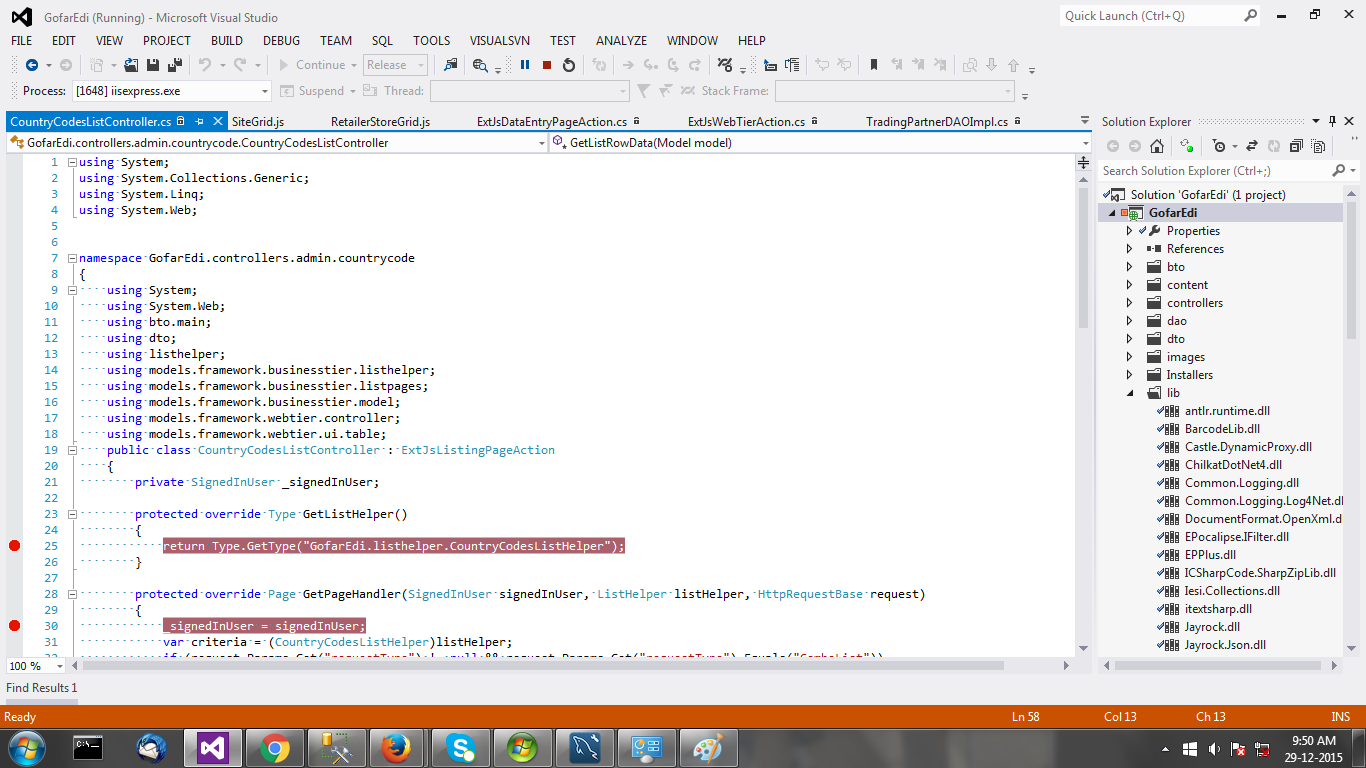 GofarEdi (Running) - Microsoft Visual Studio
Quick Launch (Ctrl+Q)
FILE EDIT VIEW PROJECT BUILD DEBUG TEAM SQL TOOLS VISUALSVN TEST ANALYZE WINDOW HELP
Continue Release
Process: [1648] iisexpress.exe Suspend Thread: Stack Frame:
CountryCodesListController.cs SiteGrid.js RetailerStoreGrid.js ExtJsDataEntryPageAction.cs ExtJsWebTierAction.cs TradingPartnerDAOImpl.cs
GofarEdi.controllers.admin.countrycode.CountryCodesListController GetListRowData(Model model)
1 using System;
2 using System.Collections.Generic;
3 using System.Linq;
4 using System.Web;
5
6
7 namespace GofarEdi.controllers.admin.countrycode
8 {
9 using System;
10 using System.Web;
11 using bto.main;
12 using dto;
13 using listhelper;
14 using models.framework.businesstier.listhelper;
15 using models.framework.businesstier.listpages;
16 using models.framework.businesstier.model;
17 using models.framework.webtier.controller;
18 using models.framework.webtier.ui.table;
19 public class CountryCodesListController : ExtJsListingPageAction
20 {
21 private SignedInUser _signedInUser;
22
23 protected override Type GetListHelper()
24 {
25 return Type.GetType("GofarEdi.listhelper.CountryCodesListHelper");
26 }
27
28 protected override Page GetPageHandler(SignedInUser signedInUser, ListHelper listHelper, HttpRequestBase request)
29 {
30 _signedInUser = signedInUser;
31 var criteria = (CountryCodesListHelper)listHelper;
100 %
Solution Explorer
Search Solution Explorer (Ctrl+;)
Solution 'GofarEdi' (1 project)
GofarEdi
Properties
References
bto
content
controllers
dao
dto
images
Installers
lib
antlr.runtime.dll
BarcodeLib.dll
Castle.DynamicProxy.dll
ChilkatDotNet4.dll
Common.Logging.dll
Common.Logging.Log4Net.dl
DocumentFormat.OpenXml.d
EPocalipse.IFilter.dll
EPPlus.dll
ICSharpCode.SharpZipLib.dll
Iesi.Collections.dll
itextsharp.dll
Jayrock.dll
Jayrock.Json.dll
Find Results 1
Ready Ln 58 Col 13 Ch 13 INS
9:50 AM
29-12-2015